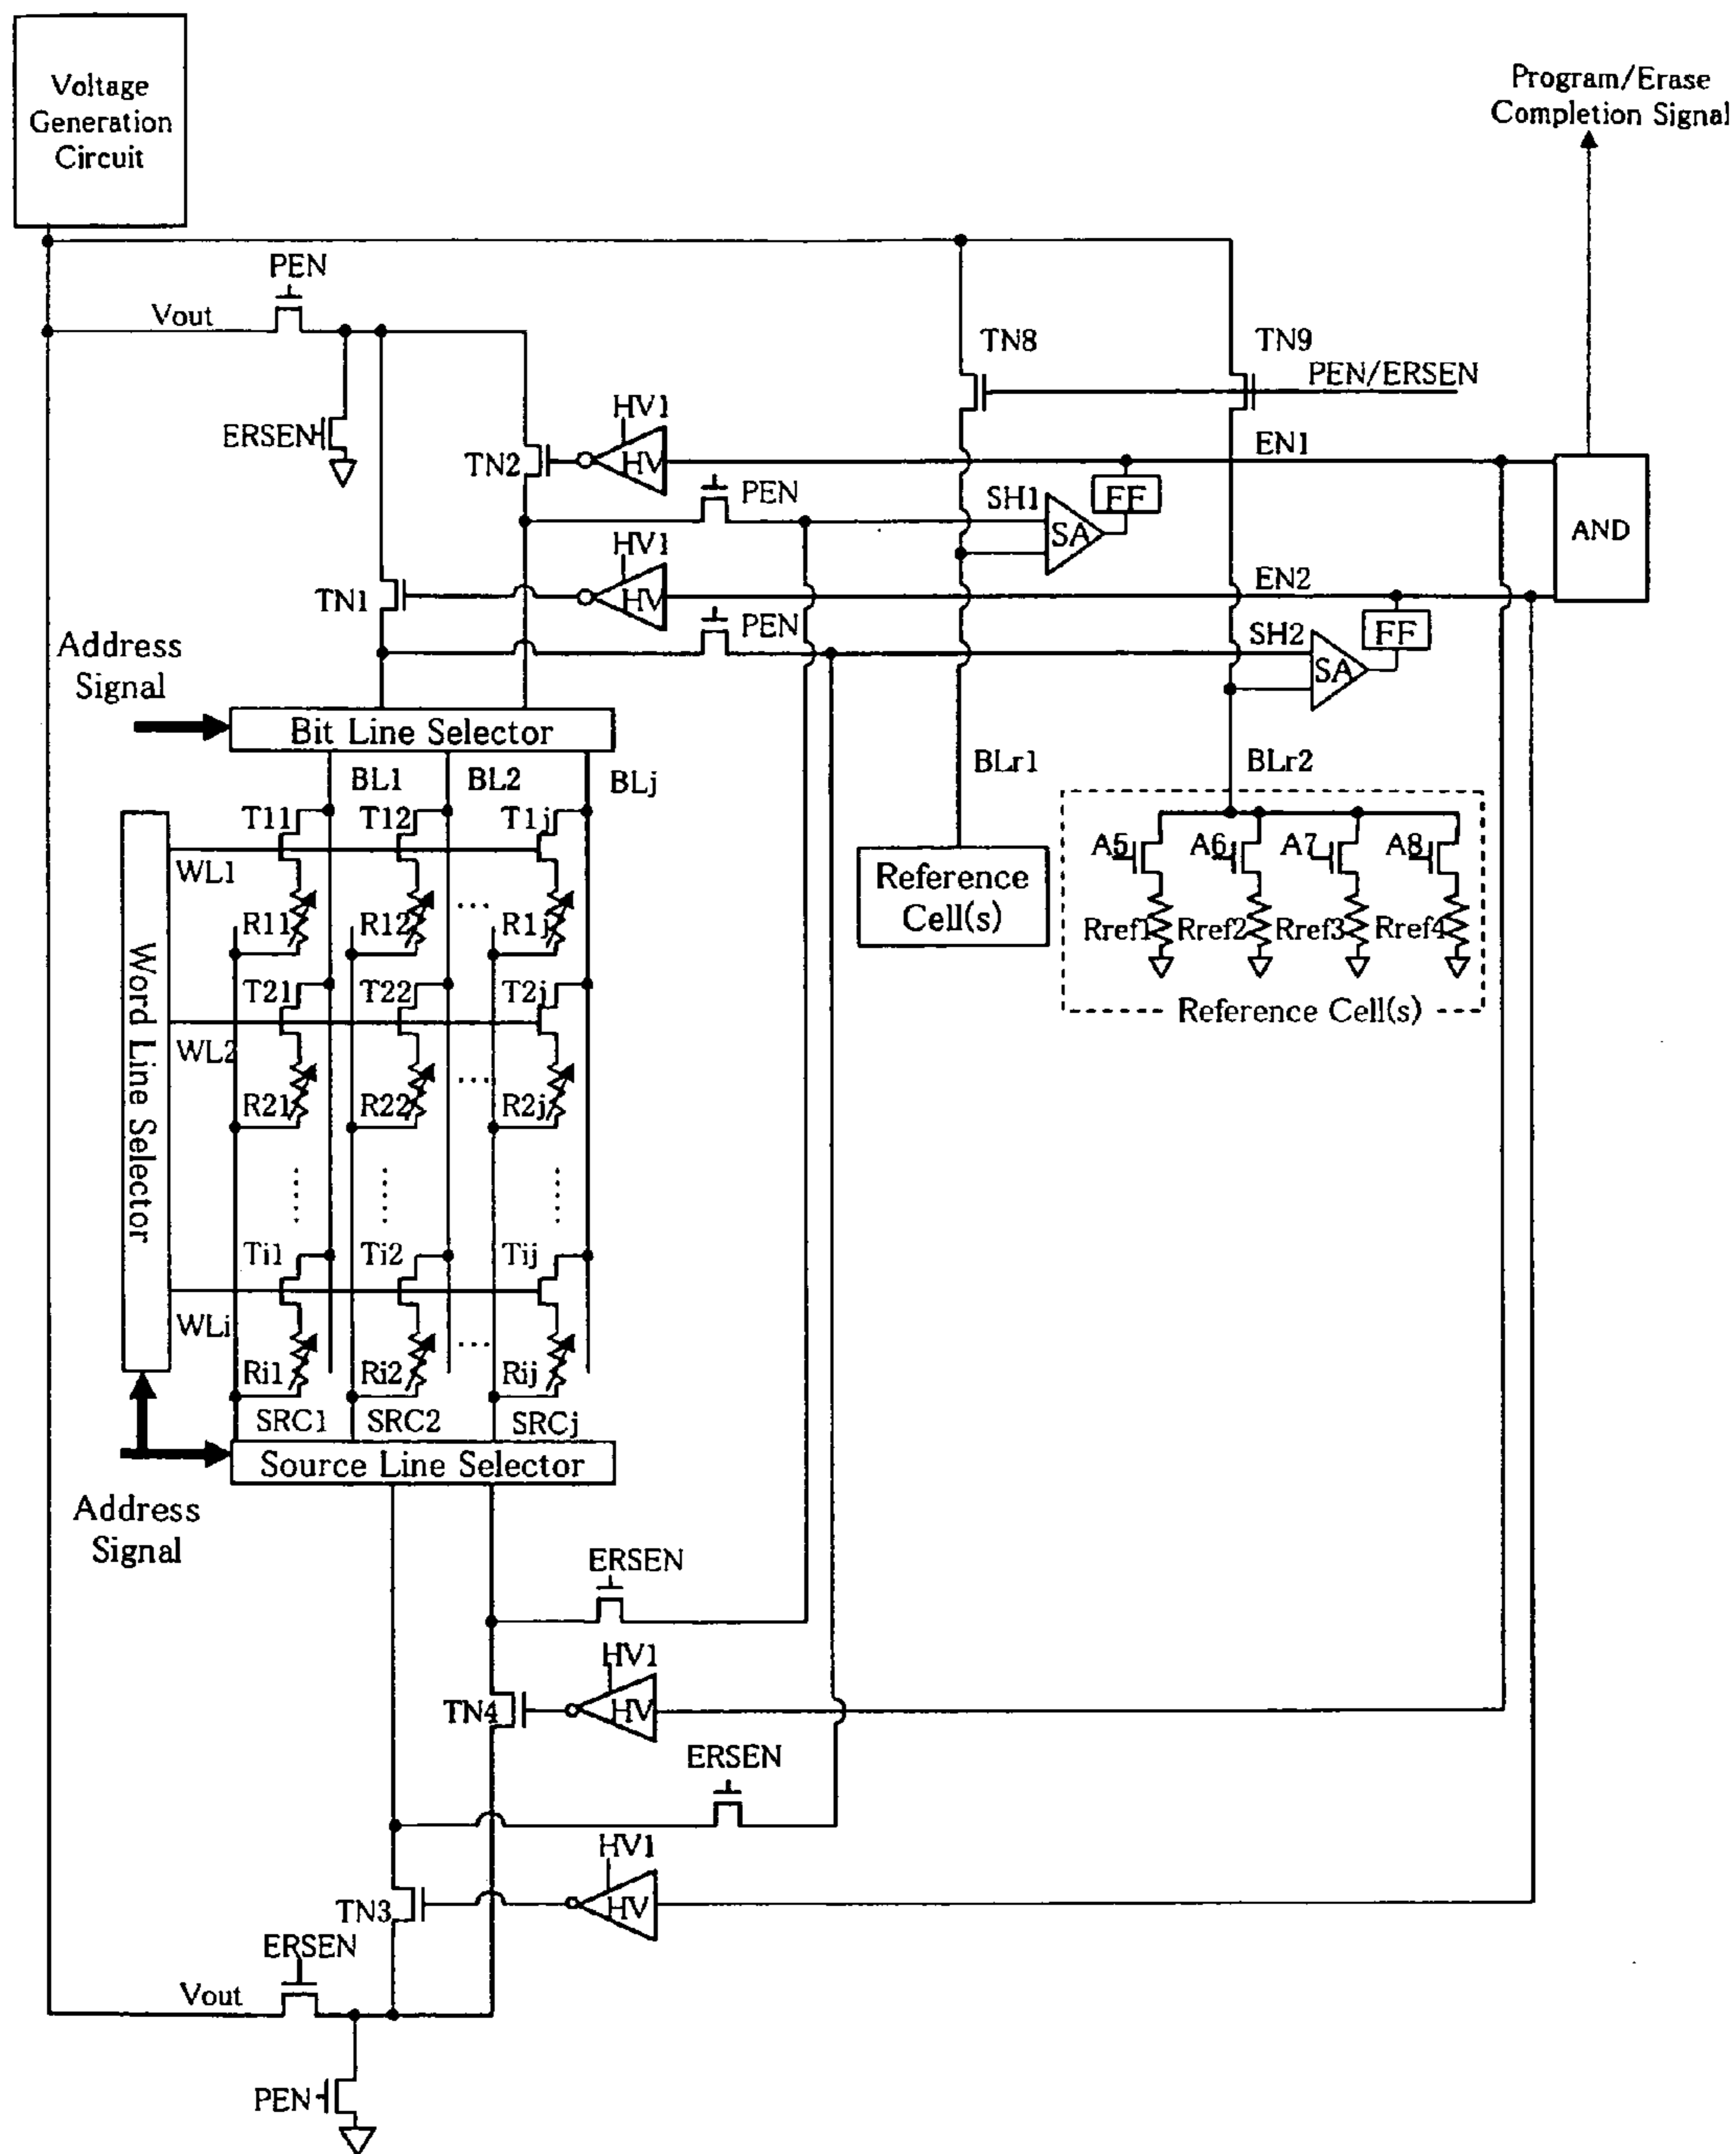 Voltage
Generation
Circuit
Program/Erase
Completion Signal
PEN
Vout
TN8
TN9
PEN/ERSEN
ERSEN
HV1
HV
TN2
EN1
PEN
SH1
FF
SA
AND
HV1
HV
TN1
EN2
PEN
SH2
FF
SA
Address
Signal
Bit Line Selector
BL1
BL2
BLj
BLr1
BLr2
T11
T12
T1j
WL1
R11
R12
...
R1j
Reference
Cell(s)
A5
A6
A7
A8
Rref1
Rref2
Rref3
Rref4
Reference Cell(s)
Word Line Selector
T21
T22
T2j
WL2
R21
R22
...
R2j
Ti1
Ti2
Tij
WLi
Ri1
Ri2
...
Rij
SRC1
SRC2
SRCj
Source Line Selector
Address
Signal
ERSEN
HV1
HV
TN4
ERSEN
HV1
HV
TN3
ERSEN
Vout
PEN